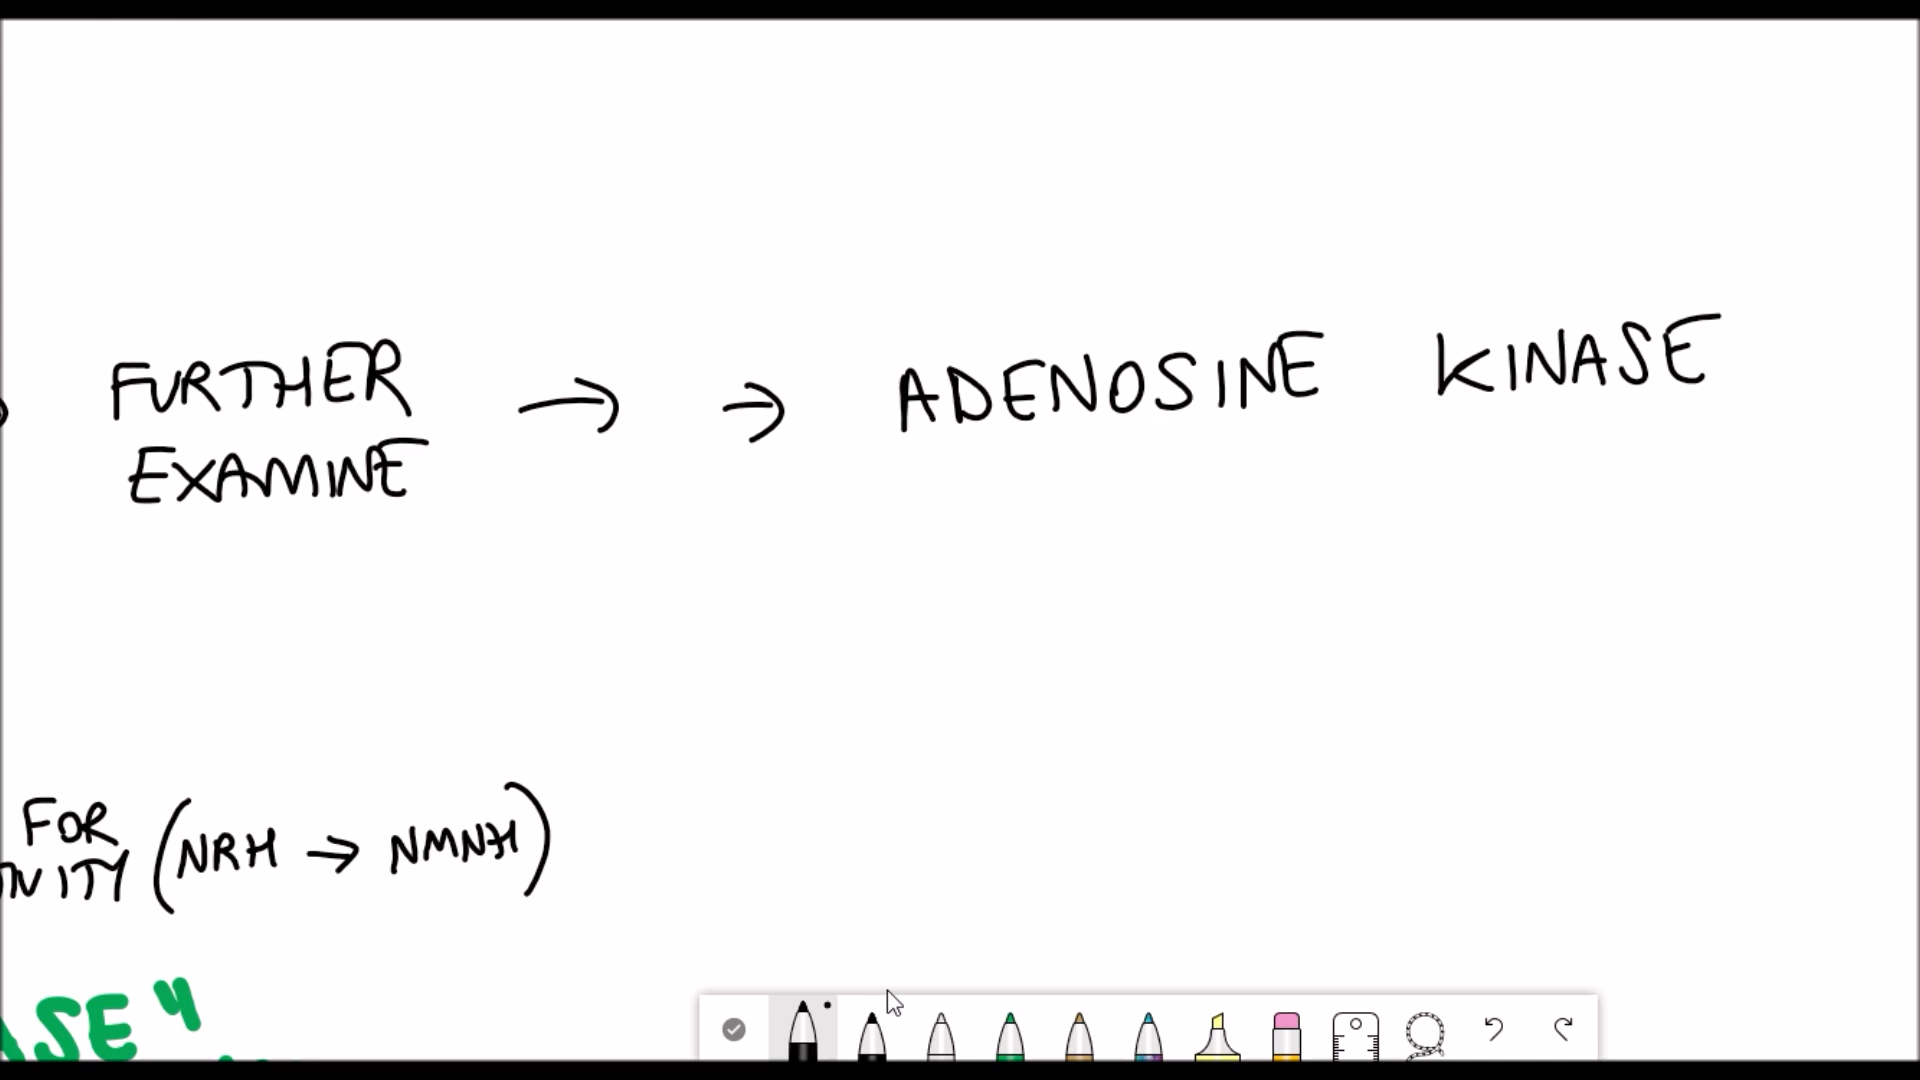 FURTHER → → ADENOSINE KINASE
EXAMINE
FOR (NRH → NMNH)